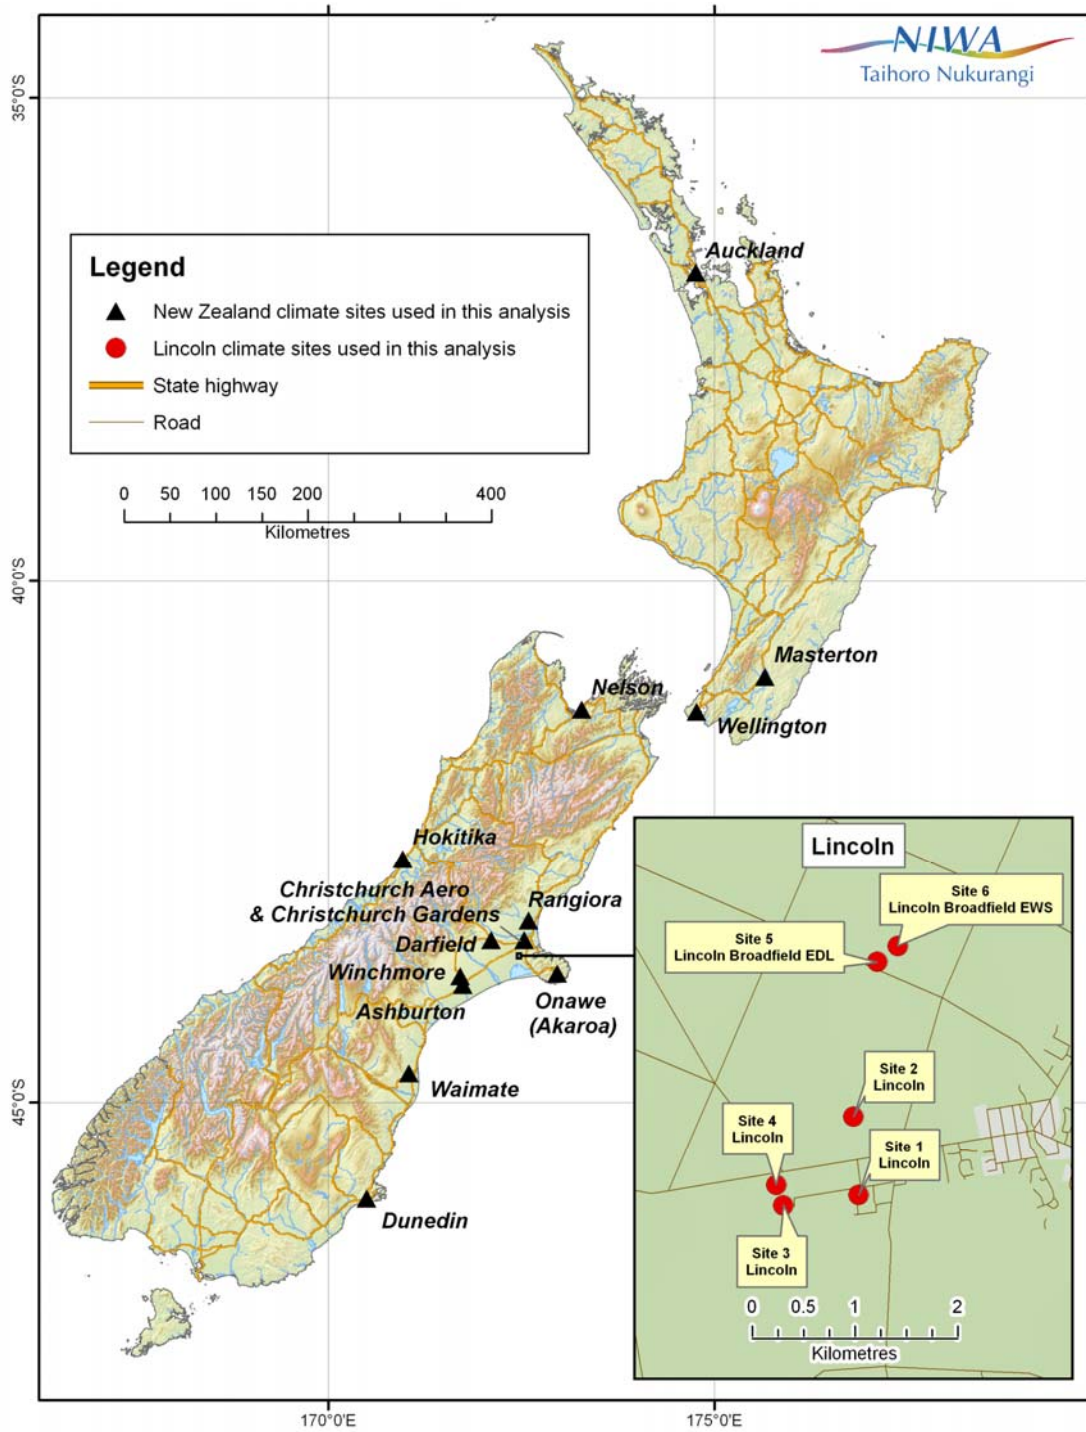 NIWA
Taihoro Nukurangi
35°0'S
Auckland
Legend
New Zealand climate sites used in this analysis
Lincoln climate sites used in this analysis
State highway
Road
0 50 100 150 200 400
Kilometres
40°0'S
Masterton
Nelson
Wellington
Hokitika
Christchurch Aero
& Christchurch Gardens
Rangiora
Darfield
Winchmore
Ashburton
Onawe
(Akaroa)
Waimate
45°0'S
Dunedin
Lincoln
Site 6
Lincoln Broadfield EWS
Site 5
Lincoln Broadfield EDL
Site 2
Lincoln
Site 4
Lincoln
Site 1
Lincoln
Site 3
Lincoln
0 0.5 1 2
Kilometres
170°0'E
175°0'E